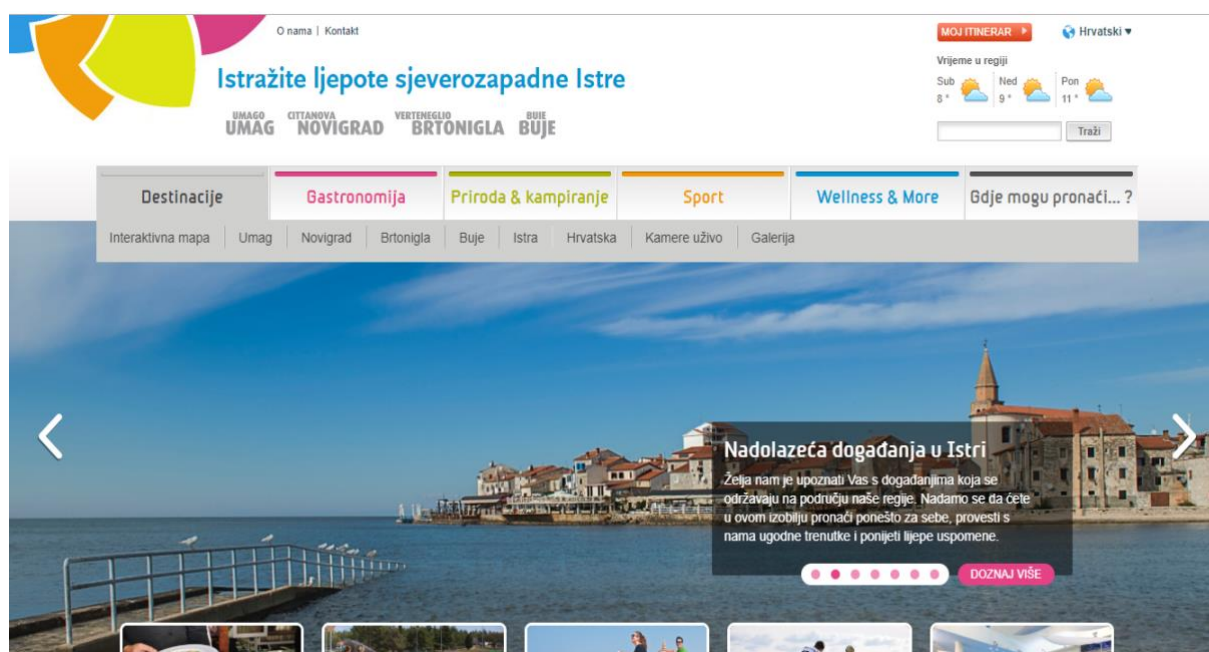 O nama | Kontakt
MOJ ITINERAR
Hrvatski
Istražite ljepote sjeverozapadne Istre
Vrijeme u regiji
Sub Ned Pon
8 ° 9 ° 11 °
UMAGO CITTANOVA VERTENEGLIO BUIE
UMAG NOVIGRAD BRTONIGLA BUJE
Traži
Destinacije Gastronomija Priroda & kampiranje Sport Wellness & More Gdje mogu pronaći... ?
Interaktivna mapa Umag Novigrad Brtonigla Buje Istra Hrvatska Kamere uživo Galerija
Nadolazeća događanja u Istri
Želja nam je upoznati Vas s događanjima koja se
održavaju na području naše regije. Nadamo se da ćete
u ovom izobilju pronaći ponešto za sebe, provesti s
nama ugodne trenutke i ponijeti lijepe uspomene.
DOZNAJ VIŠE